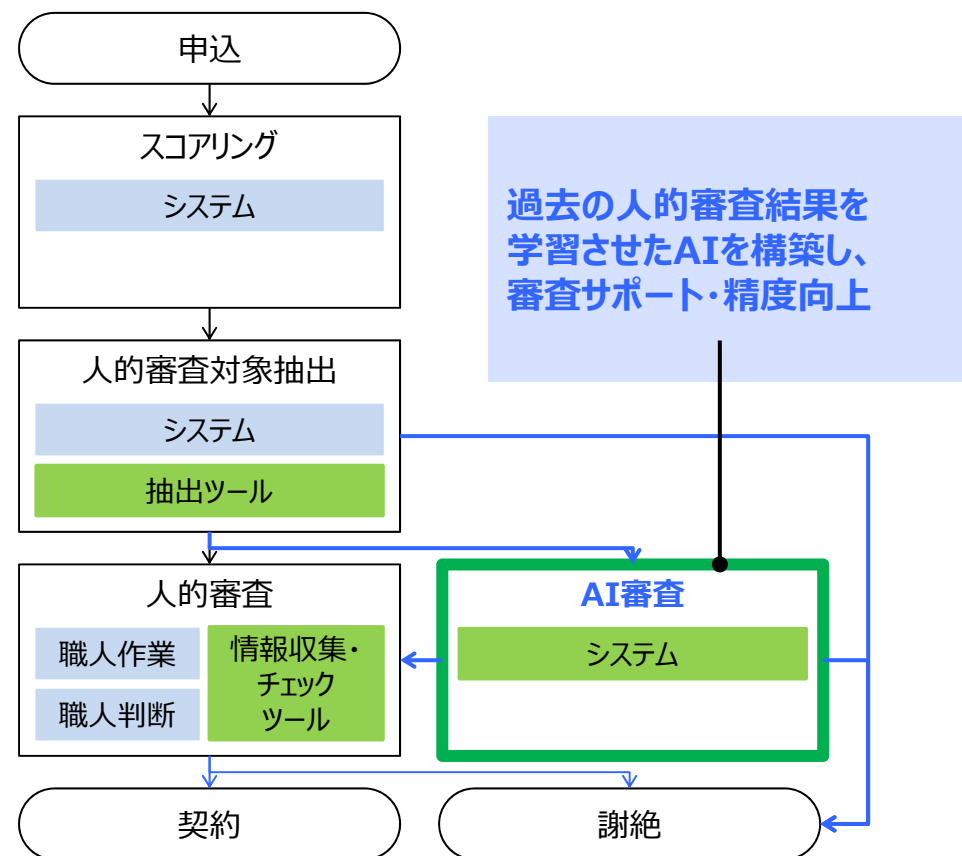 申込
スコアリング
システム
過去の人的審査結果を
学習させたAIを構築し、
審査サポート・精度向上
人的審査対象抽出
システム
抽出ツール
人的審査
職人作業
職人判断
情報収集・
チェック
ツール
AI審査
システム
契約
謝絶